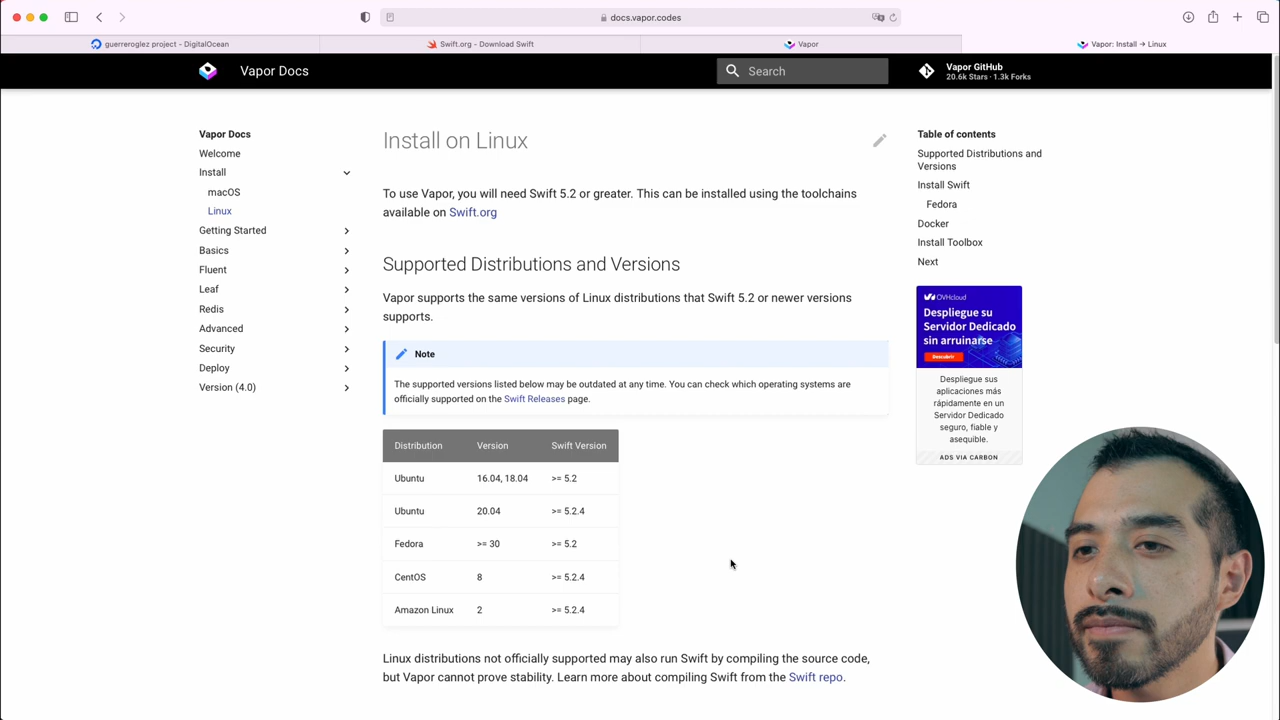 docs.vapor.codes
guerreroglez project - DigitalOcean
Swift.org - Download Swift
Vapor
Vapor: Install → Linux
Vapor Docs
Search
Vapor GitHub
20.6k Stars · 1.3k Forks
Vapor Docs
Welcome
Install
macOS
Linux
Getting Started
Basics
Fluent
Leaf
Redis
Advanced
Security
Deploy
Version (4.0)
Install on Linux
To use Vapor, you will need Swift 5.2 or greater. This can be installed using the toolchains
available on Swift.org
Supported Distributions and Versions
Vapor supports the same versions of Linux distributions that Swift 5.2 or newer versions
supports.
Note
The supported versions listed below may be outdated at any time. You can check which operating systems are
officially supported on the Swift Releases page.
Distribution Version Swift Version
Ubuntu 16.04, 18.04 >= 5.2
Ubuntu 20.04 >= 5.2.4
Fedora >= 30 >= 5.2
CentOS 8 >= 5.2.4
Amazon Linux 2 >= 5.2.4
Linux distributions not officially supported may also run Swift by compiling the source code,
but Vapor cannot prove stability. Learn more about compiling Swift from the Swift repo.
Table of contents
Supported Distributions and
Versions
Install Swift
Fedora
Docker
Install Toolbox
Next
OVHcloud
Despliegue su
Servidor Dedicado
sin arruinarse
Descubrir
Despliegue sus
aplicaciones más
rápidamente en un
Servidor Dedicado
seguro, fiable y
asequible.
ADS VIA CARBON